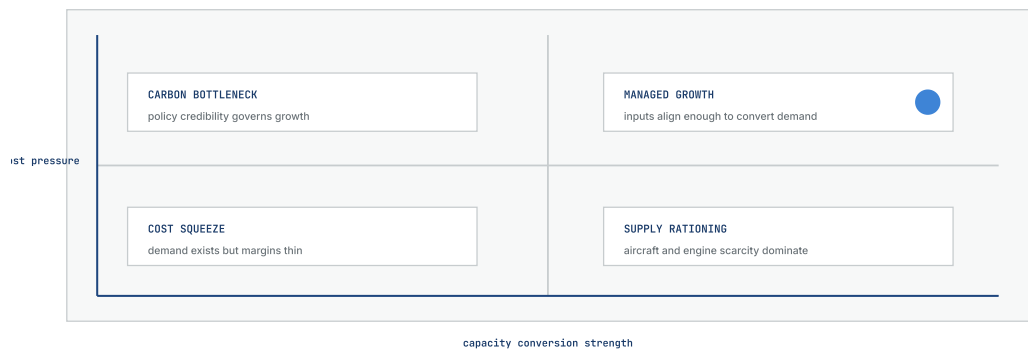 CARBON BOTTLENECK
policy credibility governs growth
MANAGED GROWTH
inputs align enough to convert demand
pressure
COST SQUEEZE
demand exists but margins thin
SUPPLY RATIONING
aircraft and engine scarcity dominate
capacity conversion strength